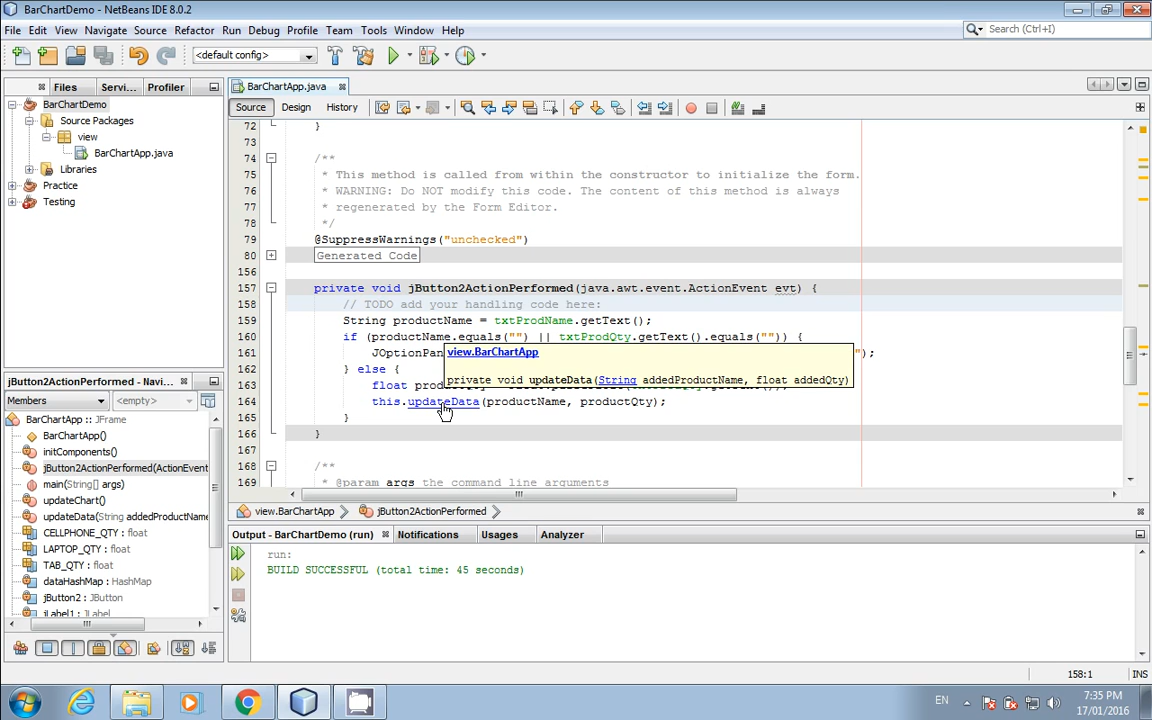 BarChartDemo - NetBeans IDE 8.0.2
File Edit View Navigate Source Refactor Run Debug Profile Team Tools Window Help
Search (Ctrl+I)
<default config>
Files Servi... Profiler
BarChartApp.java
Source Design History
BarChartDemo
Source Packages
view
BarChartApp.java
Libraries
Practice
Testing
72 }
73
74 /**
75 * This method is called from within the constructor to initialize the form.
76 * WARNING: Do NOT modify this code. The content of this method is always
77 * regenerated by the Form Editor.
78 */
79 @SuppressWarnings("unchecked")
80 Generated Code
156
157 private void jButton2ActionPerformed(java.awt.event.ActionEvent evt) {
158 // TODO add your handling code here:
159 String productName = txtProdName.getText();
160 if (productName.equals("") || txtProdQty.getText().equals("")) {
161 JOptionPan ");
view.BarChartApp
private void updateData(String addedProductName, float addedQty)
162 } else {
163 float
164 this.updateData(productName, productQty);
165 }
166 }
167
168 /**
169 * @param args the command line arguments
view.BarChartApp jButton2ActionPerformed
jButton2ActionPerformed - Navi...
Members <empty>
BarChartApp :: JFrame
BarChartApp()
initComponents()
jButton2ActionPerformed(ActionEvent
main(String[] args)
updateChart()
updateData(String addedProductName
CELLPHONE_QTY : float
LAPTOP_QTY : float
TAB_QTY : float
dataHashMap : HashMap
jButton2 : JButton
jLabel1 : JLabel
Output - BarChartDemo (run) Notifications Usages Analyzer
run:
BUILD SUCCESSFUL (total time: 45 seconds)
158:1 INS
EN
7:35 PM
17/01/2016